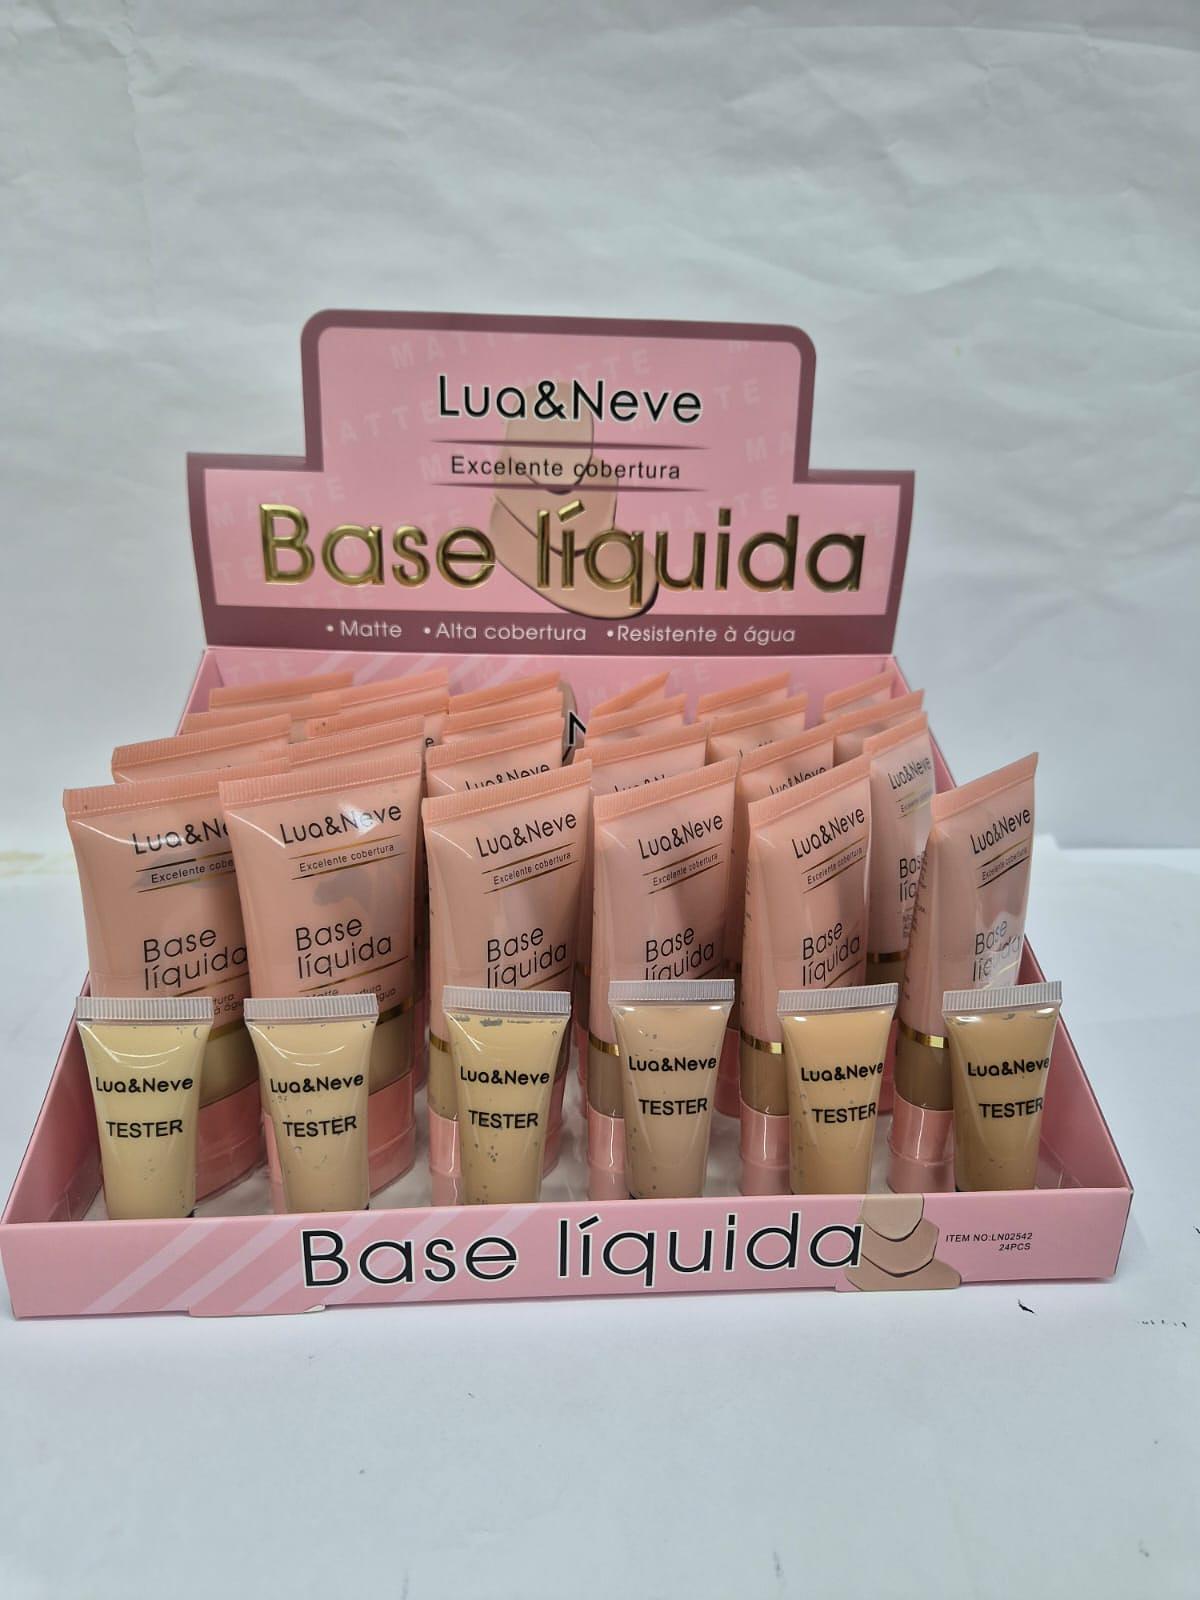 Lua&Neve
Excelente cobertura
Base líquida
• Matte • Alta cobertura • Resistente à água
MATTE
Lua&Neve
Excelente cobertura
Base
líquida
Lua&Neve
Excelente cobertura
Base
líquida
Matte
Lua&Neve
Excelente cobertura
Base
líquida
Lua&Neve
Excelente cobertura
Base
líquida
Lua&Neve
Excelente cobertura
Base
líquida
Lua&Neve
Excelente cobertura
Base
líquida
Lua&Neve
TESTER
Lua&Neve
TESTER
Lua&Neve
TESTER
Lua&Neve
TESTER
Lua&Neve
TESTER
Lua&Neve
TESTER
Base líquida
ITEM NO:LN02542
24PCS